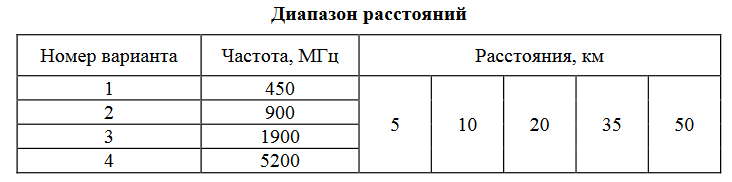 Диапазон расстояний
Номер варианта Частота, МГц Расстояния, км
1 450
2 900
5 10 20 35 50
3 1900
4 5200